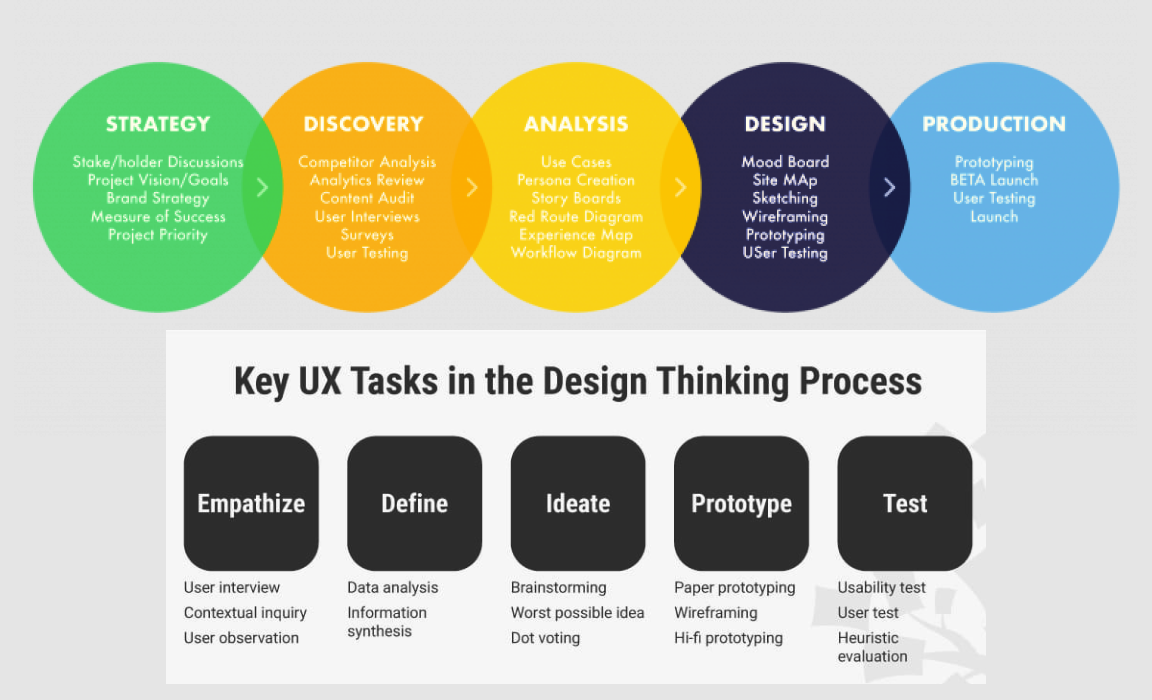 STRATEGY
Stake/holder Discussions
Project Vision/Goals
Brand Strategy
Measure of Success
Project Priority
DISCOVERY
Competitor Analysis
Analytics Review
Content Audit
User Interviews
Surveys
User Testing
ANALYSIS
Use Cases
Persona Creation
Story Boards
Red Route Diagram
Experience Map
Workflow Diagram
DESIGN
Mood Board
Site MAp
Sketching
Wireframing
Prototyping
USer Testing
PRODUCTION
Prototyping
BETA Launch
User Testing
Launch
Key UX Tasks in the Design Thinking Process
Empathize
User interview
Contextual inquiry
User observation
Define
Data analysis
Information
synthesis
Ideate
Brainstorming
Worst possible idea
Dot voting
Prototype
Paper prototyping
Wireframing
Hi-fi prototyping
Test
Usability test
User test
Heuristic
evaluation